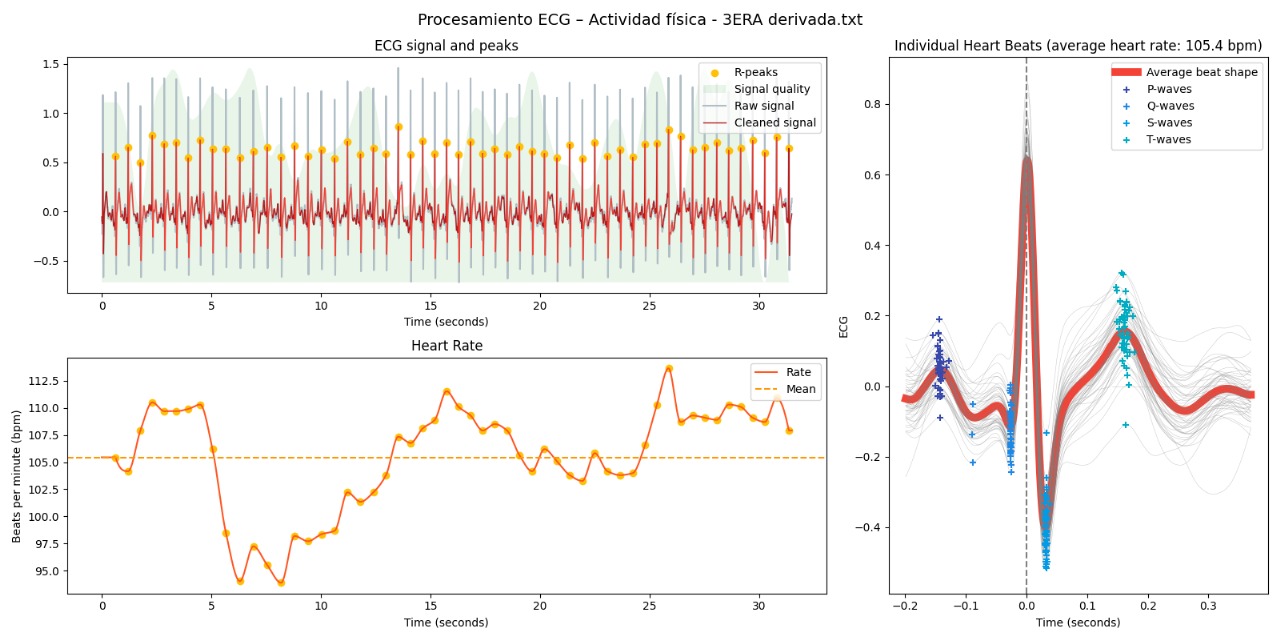 Procesamiento ECG – Actividad física - 3ERA derivada.txt
ECG signal and peaks
R-peaks
Signal quality
Raw signal
Cleaned signal
1.5
1.0
0.5
0.0
−0.5
0 5 10 15 20 25 30
Time (seconds)
Heart Rate
Rate
Mean
Beats per minute (bpm)
112.5
110.0
107.5
105.0
102.5
100.0
97.5
95.0
0 5 10 15 20 25 30
Time (seconds)
Individual Heart Beats (average heart rate: 105.4 bpm)
Average beat shape
P-waves
Q-waves
S-waves
T-waves
ECG
0.8
0.6
0.4
0.2
0.0
−0.2
−0.4
−0.2 −0.1 0.0 0.1 0.2 0.3
Time (seconds)